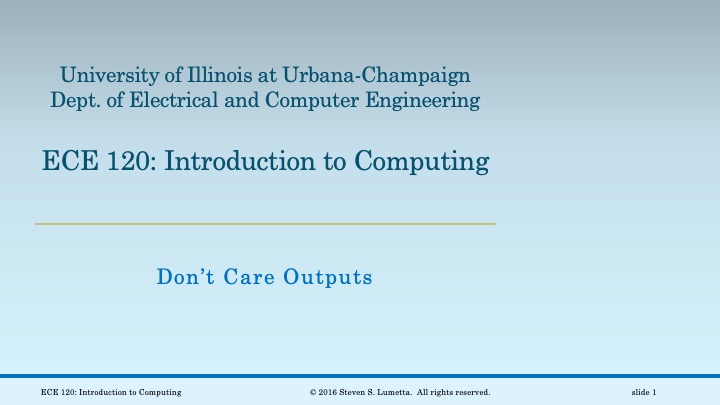 University of Illinois at Urbana-Champaign
Dept. of Electrical and Computer Engineering
ECE 120: Introduction to Computing
Don’t Care Outputs
ECE 120: Introduction to Computing
© 2016 Steven S. Lumetta.  All rights reserved.
slide 1